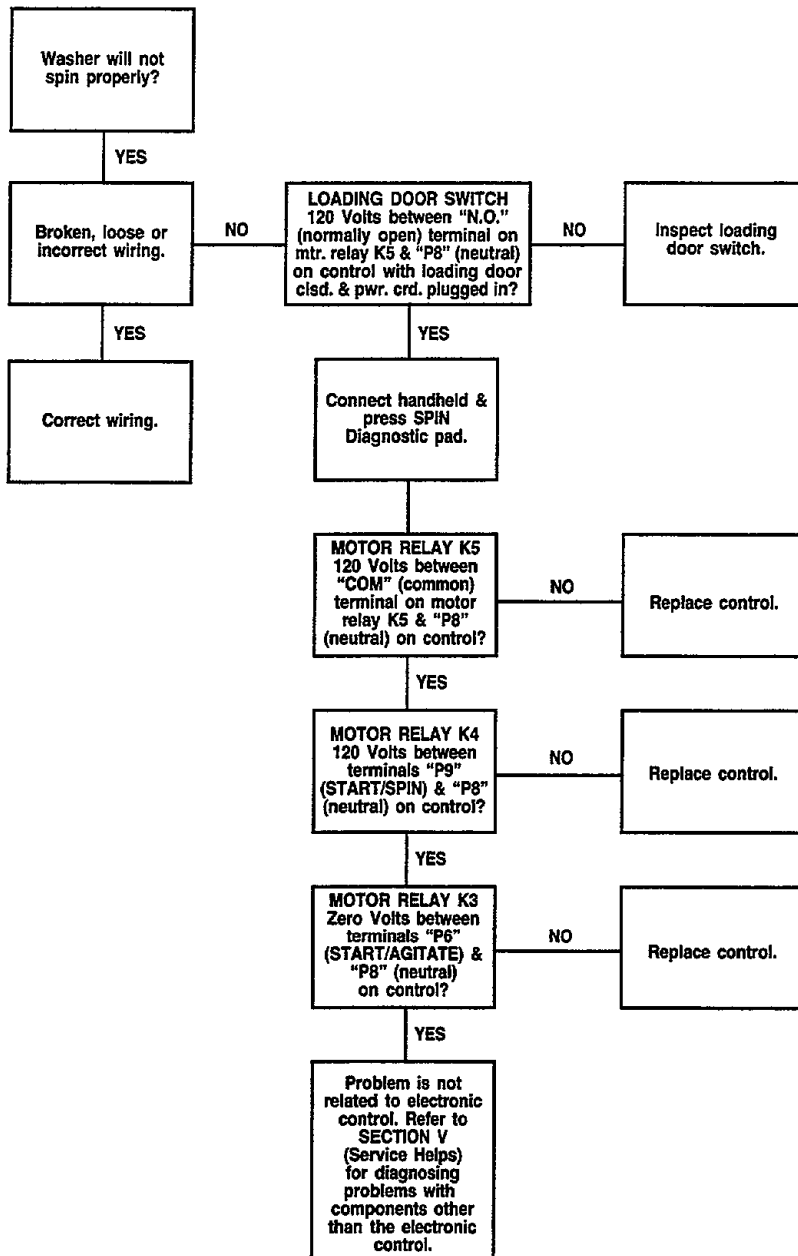 Washer will not
spin properly?
YES
Broken, loose or
incorrect wiring.
NO
LOADING DOOR SWITCH
120 Volts between "N.O."
(normally open) terminal on
mtr. relay K5 & "P8" (neutral)
on control with loading door
clsd. & pwr. crd. plugged in?
NO
Inspect loading
door switch.
YES
Correct wiring.
YES
Connect handheld &
press SPIN
Diagnostic pad.
MOTOR RELAY K5
120 Volts between
"COM" (common)
terminal on motor
relay K5 & "P8"
(neutral) on control?
NO
Replace control.
YES
MOTOR RELAY K4
120 Volts between
terminals "P9"
(START/SPIN) & "P8"
(neutral) on control?
NO
Replace control.
YES
MOTOR RELAY K3
Zero Volts between
terminals "P6"
(START/AGITATE) &
"P8" (neutral)
on control?
NO
Replace control.
YES
Problem is not
related to electronic
control. Refer to
SECTION V
(Service Helps)
for diagnosing
problems with
components other
than the electronic
control.